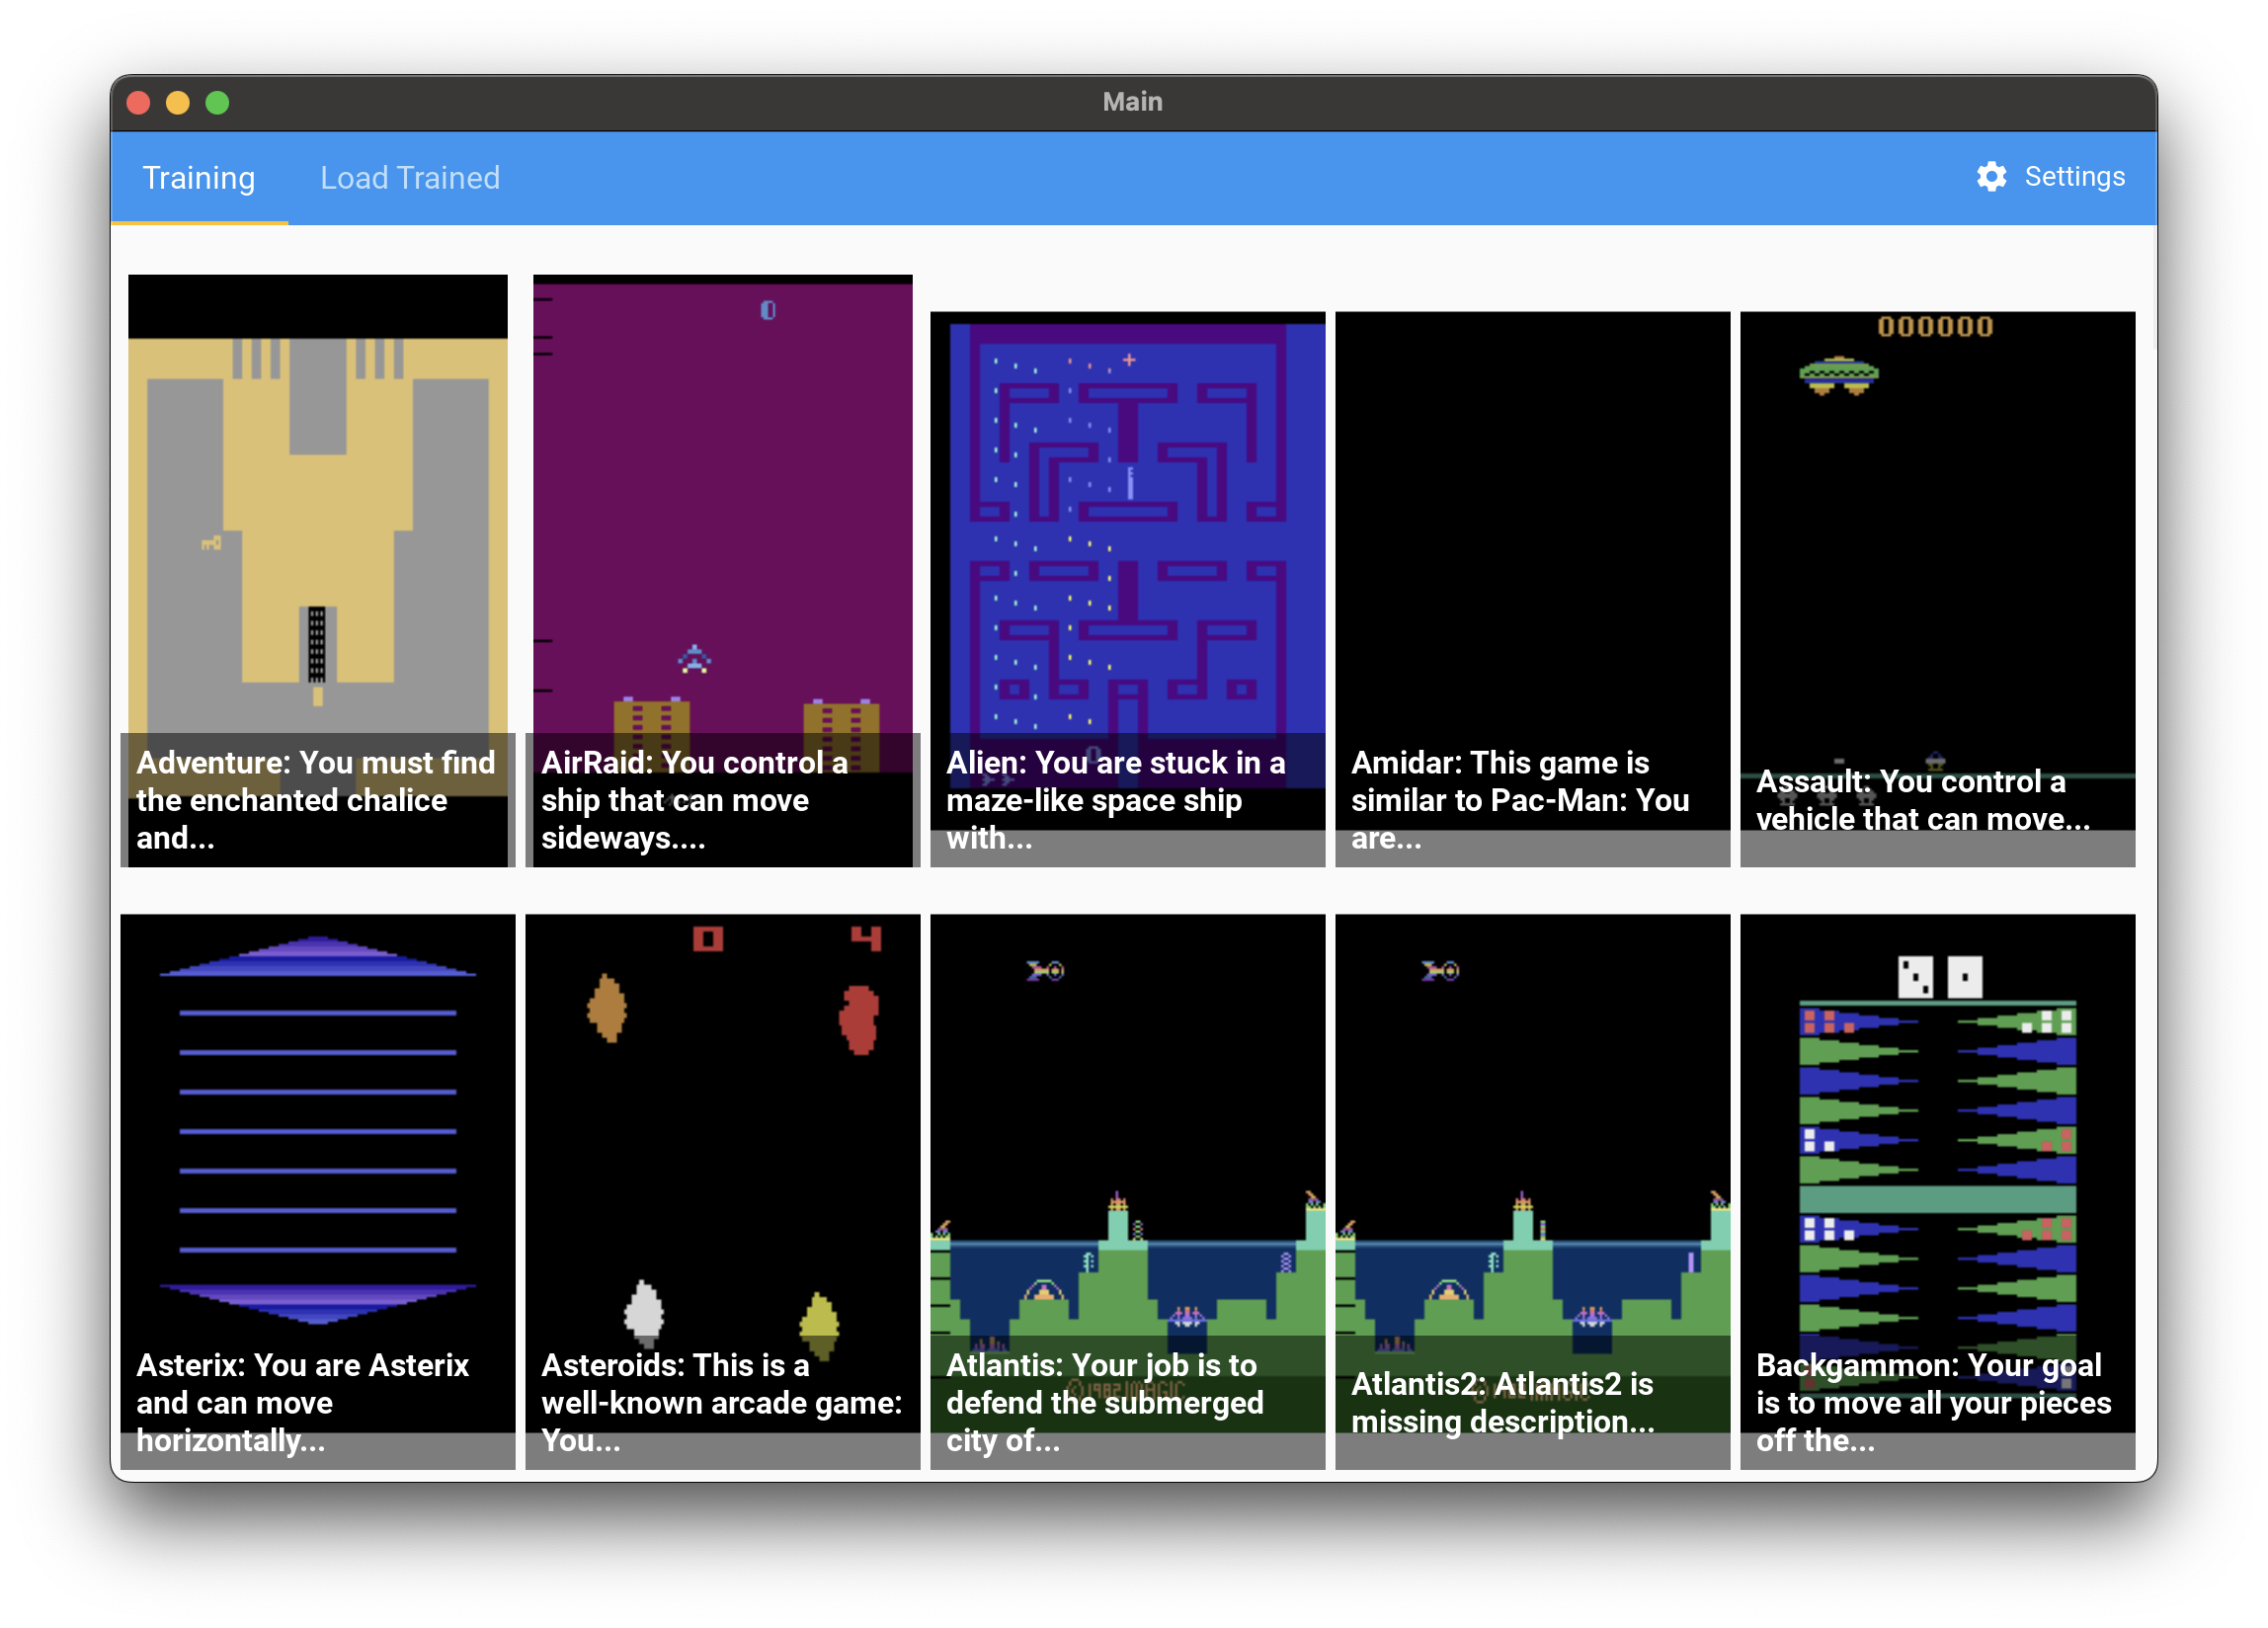 Main
Training
Load Trained
Settings
000000
Adventure: You must find
the enchanted chalice
and...
AirRaid: You control a
ship that can move
sideways....
Alien: You are stuck in a
maze-like space ship
with...
Amidar: This game is
similar to Pac-Man: You
are...
Assault: You control a
vehicle that can move...
0 4
Asterix: You are Asterix
and can move
horizontally...
Asteroids: This is a
well-known arcade game:
You...
Atlantis: Your job is to
defend the submerged
city of...
Atlantis2: Atlantis2 is
missing description...
Backgammon: Your goal
is to move all your pieces
off the...